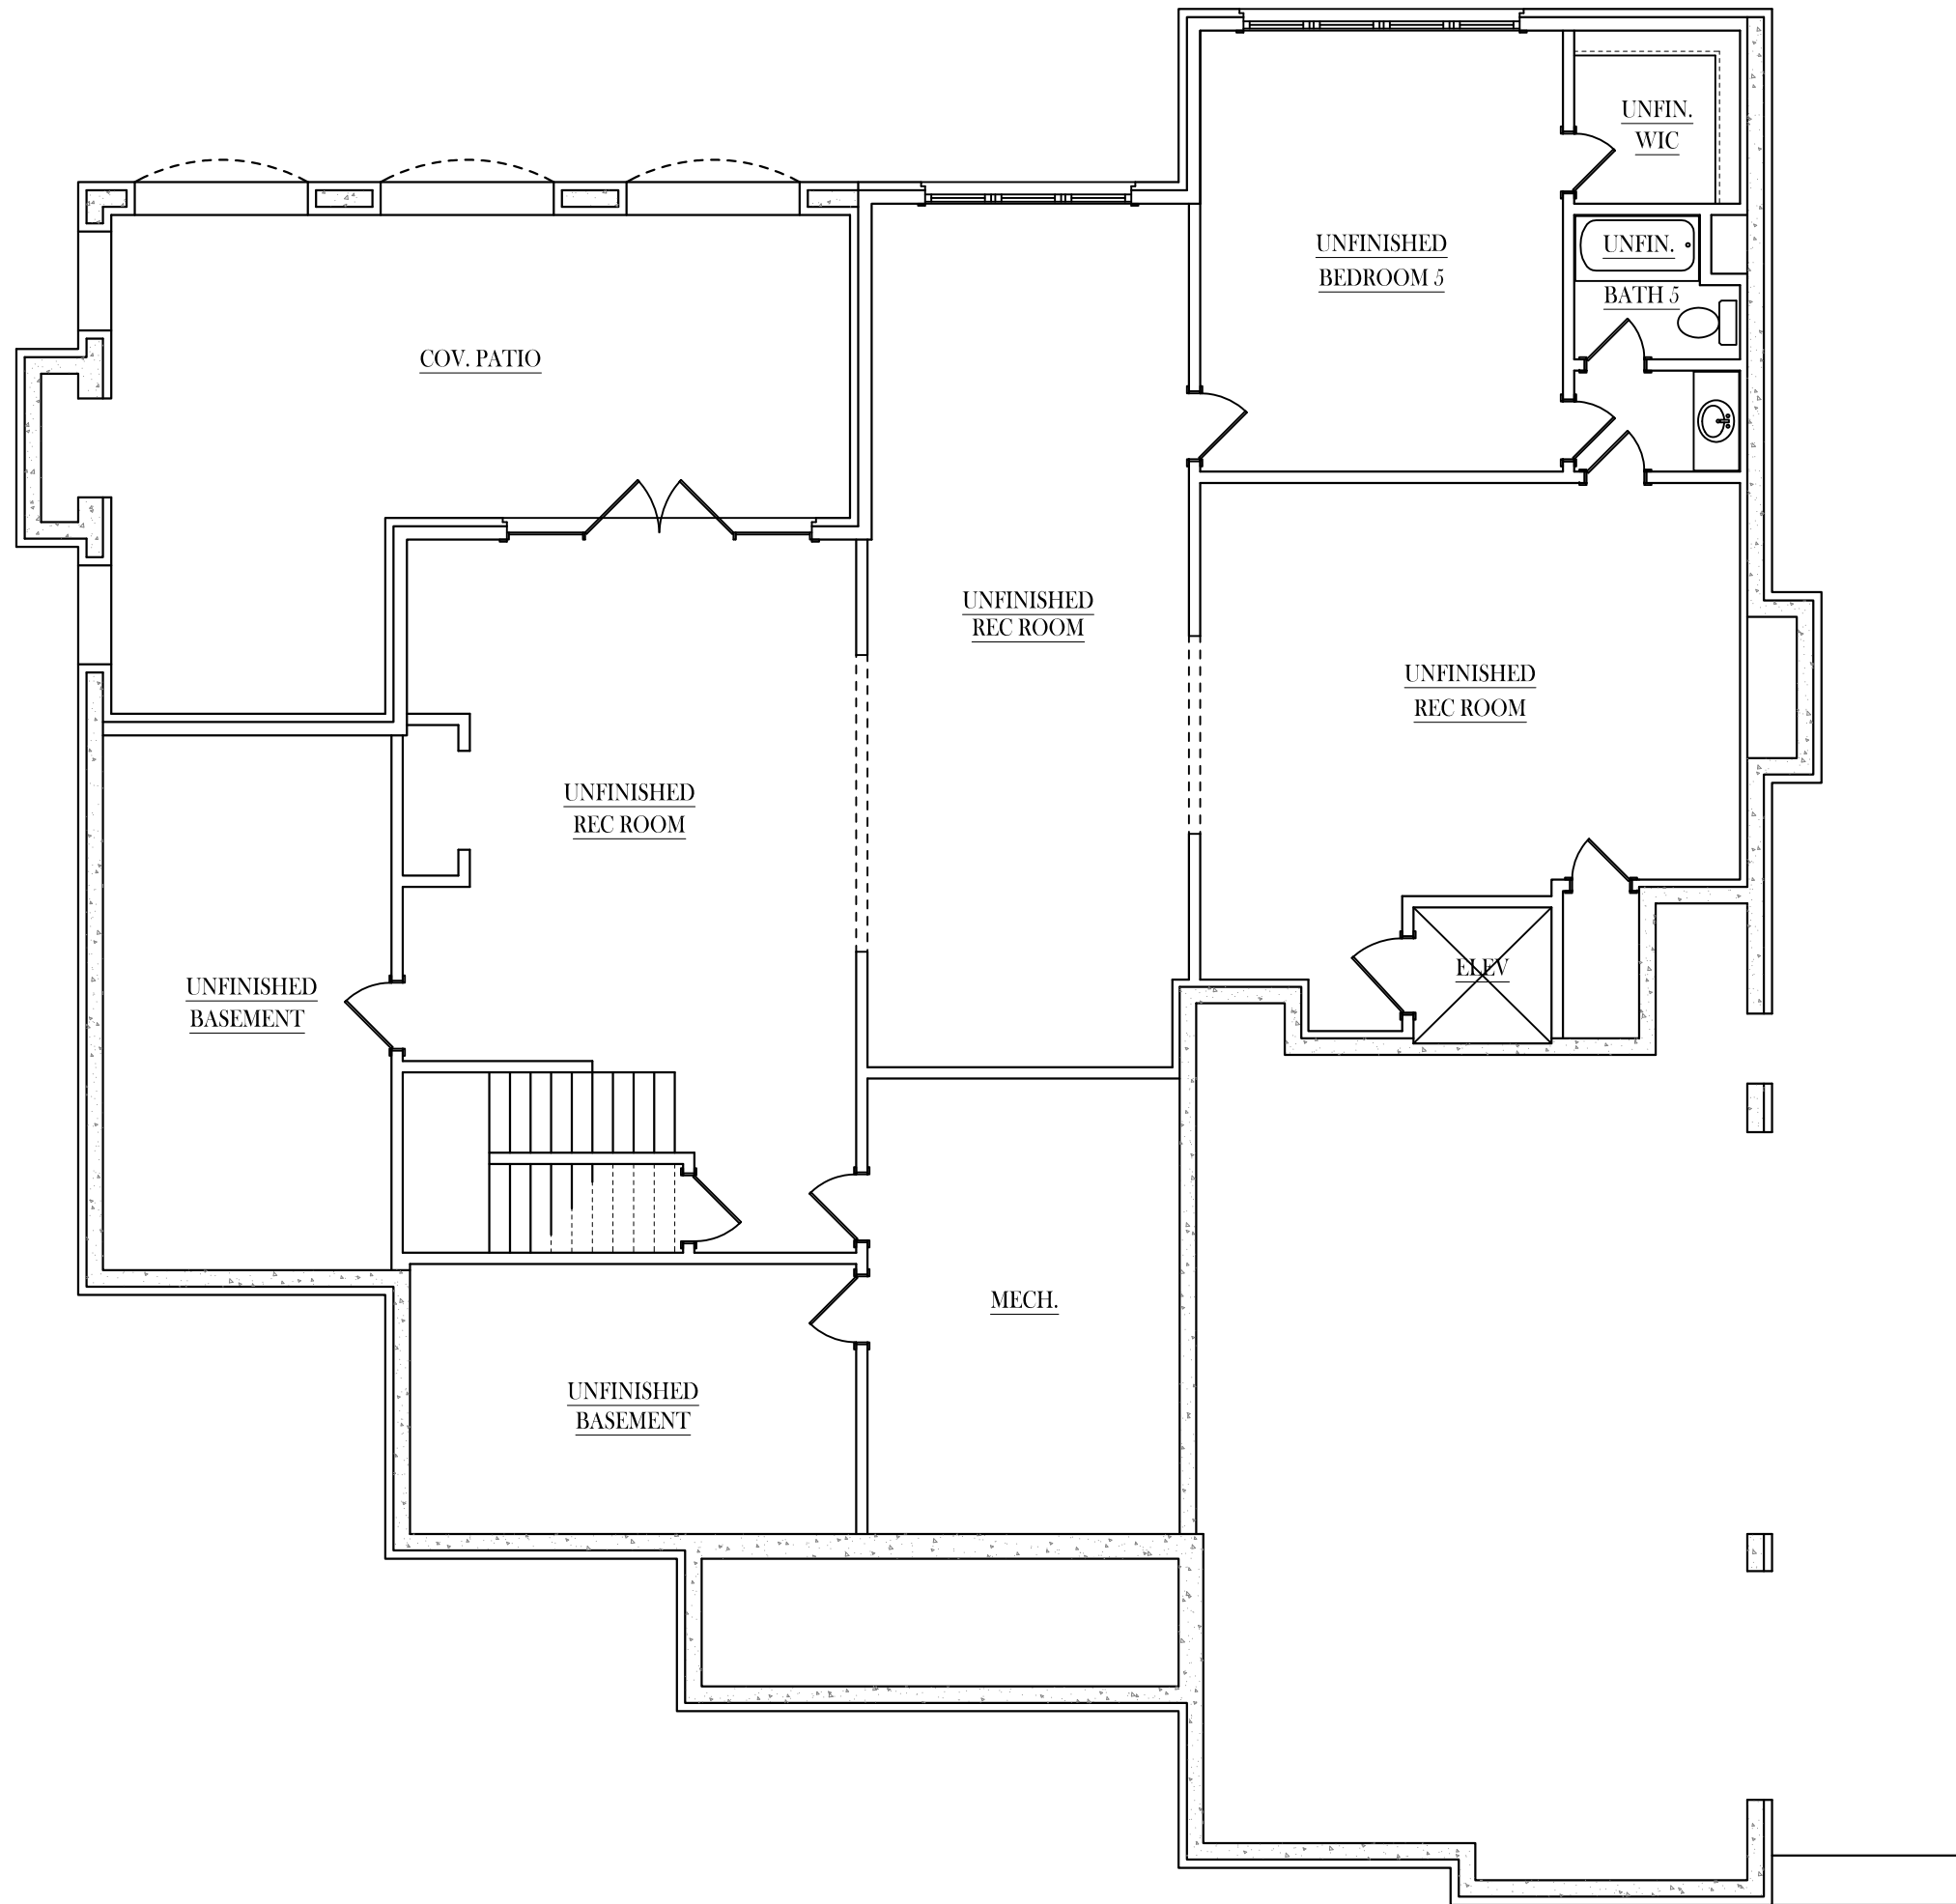 UNFIN.
WIC
UNFINISHED
BEDROOM 5
UNFIN.
BATH 5
COV. PATIO
UNFINISHED
REC ROOM
UNFINISHED
REC ROOM
UNFINISHED
REC ROOM
ELEV
UNFINISHED
BASEMENT
MECH.
UNFINISHED
BASEMENT